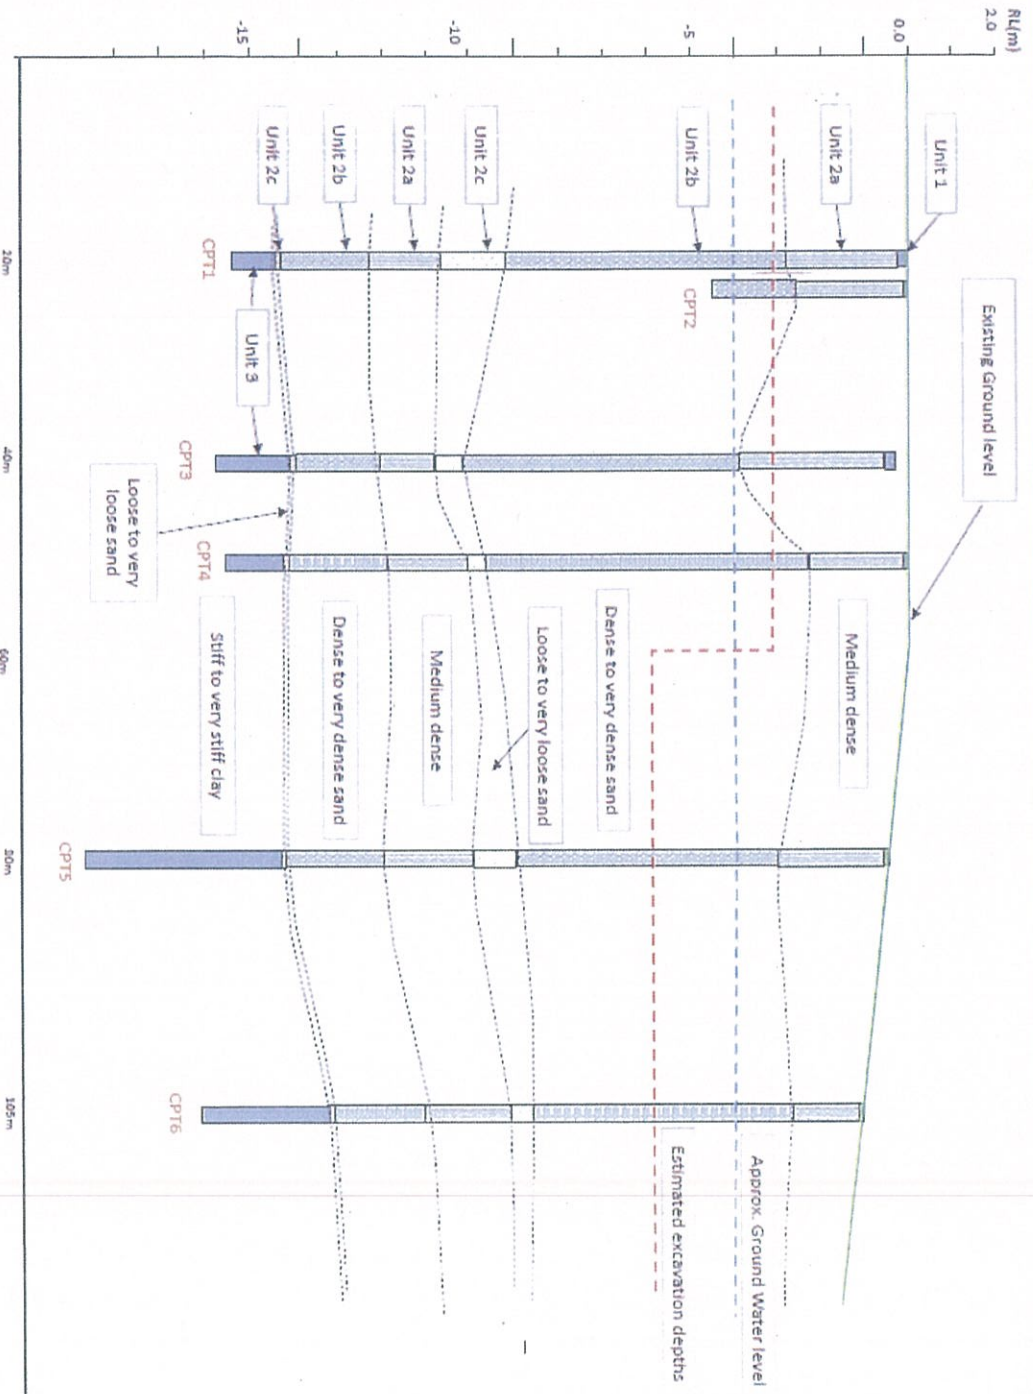 RL(m)
2.0
0.0
-5
-10
-15
Unit 1
Existing Ground level
Unit 2a
Unit 2b
Unit 2c
Unit 2a
Unit 2b
Unit 2c
Unit 3
CPT1
CPT2
CPT3
CPT4
CPT5
CPT6
Medium dense
Dense to very dense sand
Loose to very loose sand
Medium dense
Dense to very dense sand
Stiff to very stiff clay
Loose to very
loose sand
Approx. Ground Water level
Estimated excavation depths
20m
40m
60m
105m